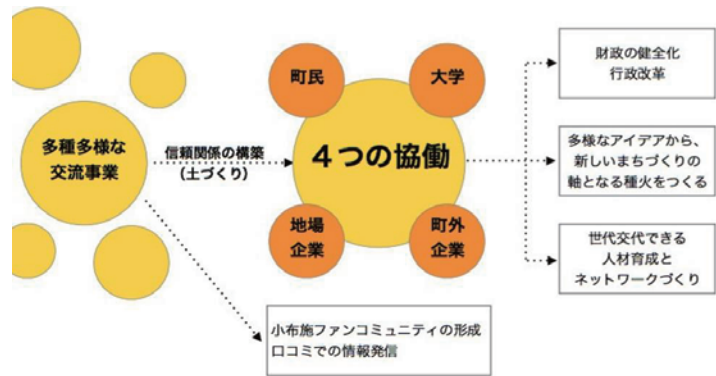 多種多様な
交流事業
信頼関係の構築
（土づくり）
町民
大学
４つの協働
地場
企業
町外
企業
財政の健全化
行政改革
多様なアイデアから、
新しいまちづくりの
軸となる種火をつくる
世代交代できる
人材育成と
ネットワークづくり
小布施ファンコミュニティの形成
口コミでの情報発信